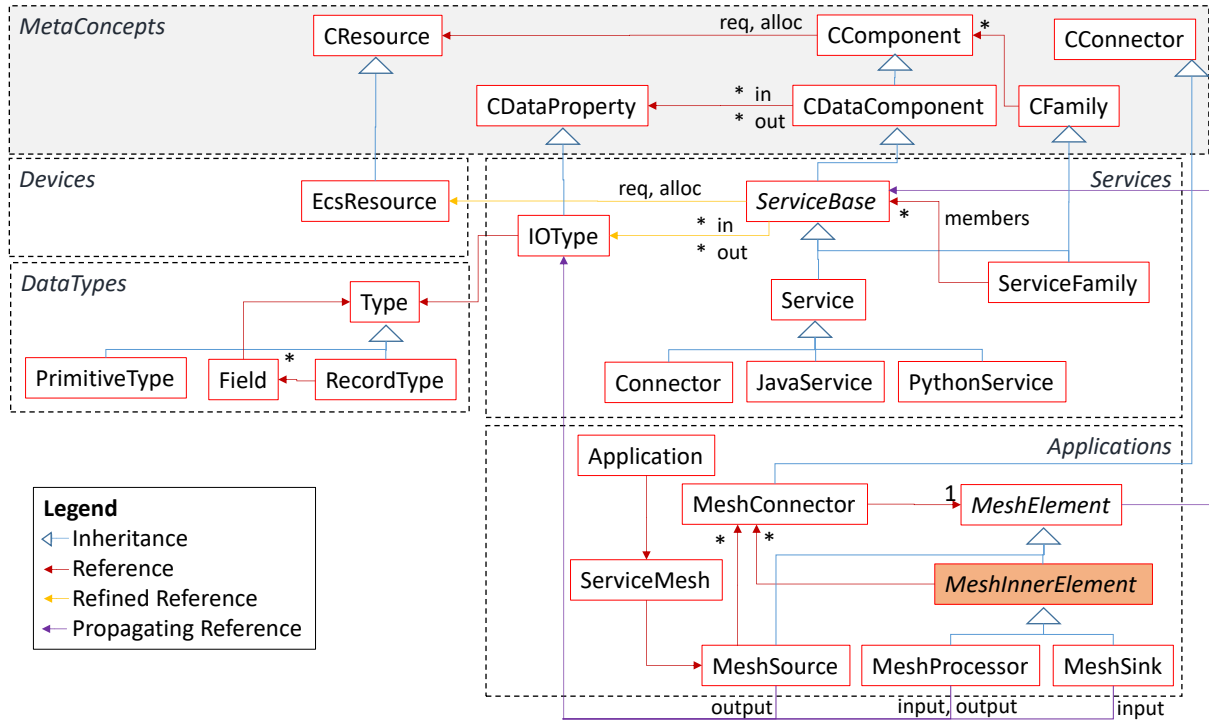 MetaConcepts
CResource
req, alloc
CComponent
*
CConnector
CDataProperty
* in
* out
CDataComponent
CFamily
Devices
EcsResource
Services
req, alloc
ServiceBase
*
members
IOType
* in
* out
ServiceFamily
DataTypes
Type
Service
PrimitiveType
Field
*
RecordType
Connector
JavaService
PythonService
Applications
Application
MeshConnector
1
MeshElement
*
*
ServiceMesh
MeshInnerElement
MeshSource
MeshProcessor
MeshSink
output
input, output
input
Legend
Inheritance
Reference
Refined Reference
Propagating Reference